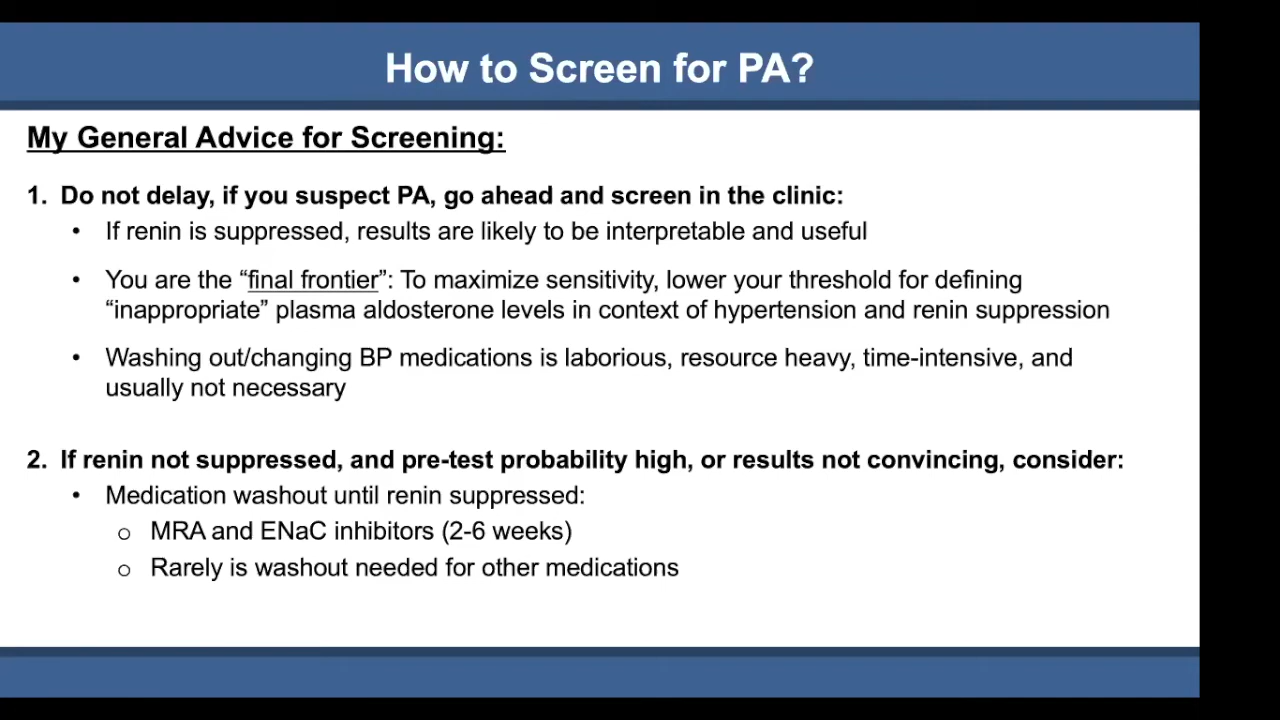 How to Screen for PA?
My General Advice for Screening:
1. Do not delay, if you suspect PA, go ahead and screen in the clinic:
• If renin is suppressed, results are likely to be interpretable and useful
• You are the “final frontier”: To maximize sensitivity, lower your threshold for defining
“inappropriate” plasma aldosterone levels in context of hypertension and renin suppression
• Washing out/changing BP medications is laborious, resource heavy, time-intensive, and
usually not necessary
2. If renin not suppressed, and pre-test probability high, or results not convincing, consider:
• Medication washout until renin suppressed:
o MRA and ENaC inhibitors (2-6 weeks)
o Rarely is washout needed for other medications